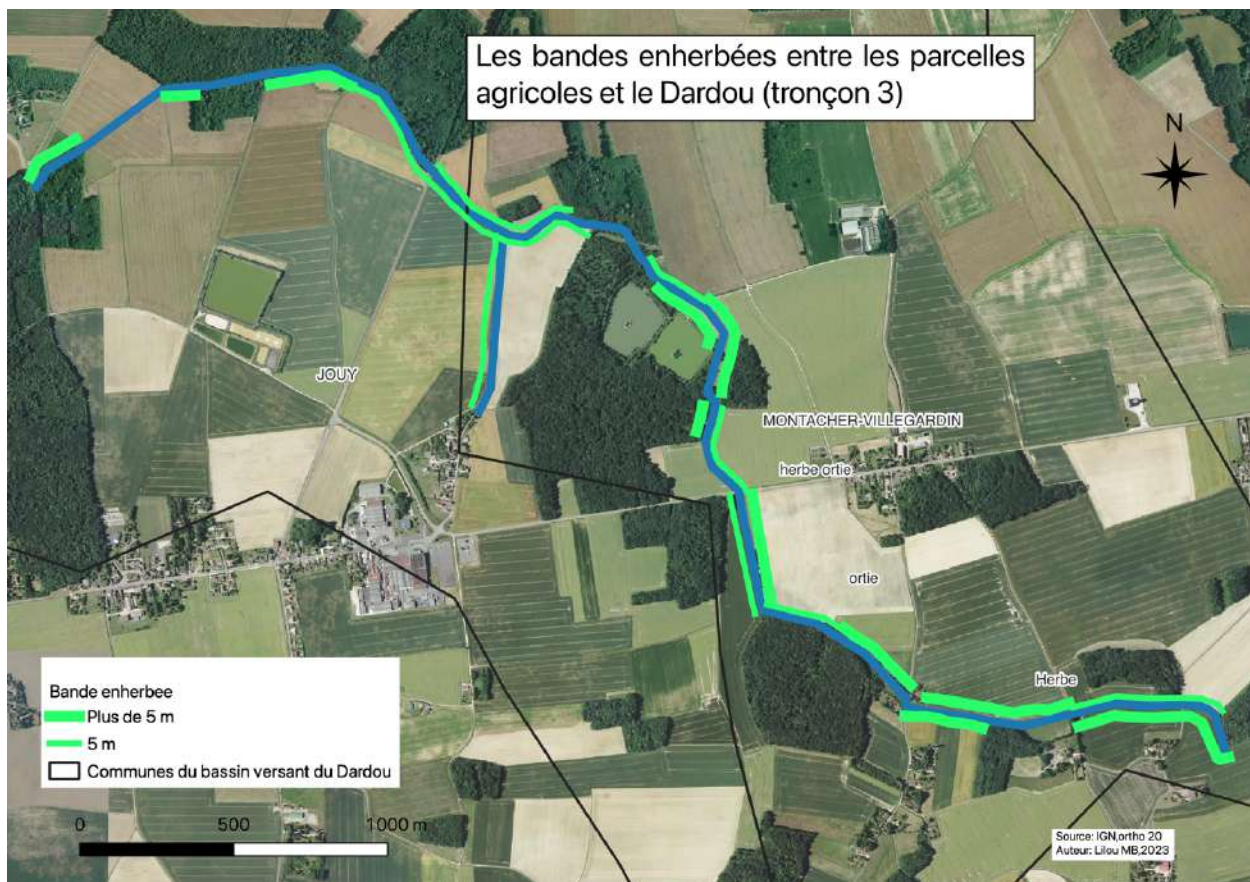 Les bandes enherbées entre les parcelles
agricoles et le Dardou (tronçon 3)
N
JOUY
MONTACHER-VILLEGARDIN
herbe ortie
ortie
Herbe
Bande enherbee
Plus de 5 m
5 m
Communes du bassin versant du Dardou
0 500 1000 m
Source: IGN,ortho 20
Auteur: Lilou MB,2023